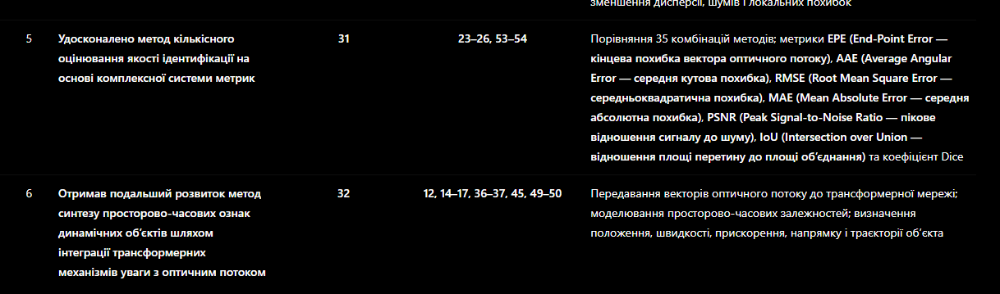 зменшення дисперсії, шумів і локальних похибок
5 Удосконалено метод кількісного 31 23–26, 53–54 Порівняння 35 комбінацій методів; метрики EPE (End-Point Error —
оцінювання якості ідентифікації на кінцева похибка вектора оптичного потоку), AAE (Average Angular
основі комплексної системи метрик Error — середня кутова похибка), RMSE (Root Mean Square Error —
середньоквадратична похибка), MAE (Mean Absolute Error — середня
абсолютна похибка), PSNR (Peak Signal-to-Noise Ratio — пікове
відношення сигналу до шуму), IoU (Intersection over Union —
відношення площі перетину до площі об’єднання) та коефіцієнт Dice
6 Отримав подальший розвиток метод 32 12, 14–17, 36–37, 45, 49–50 Передавання векторів оптичного потоку до трансформерної мережі;
синтезу просторово-часових ознак моделювання просторово-часових залежностей; визначення
динамічних об’єктів шляхом положення, швидкості, прискорення, напрямку і траєкторії об’єкта
інтеграції трансформерних
механізмів уваги з оптичним потоком